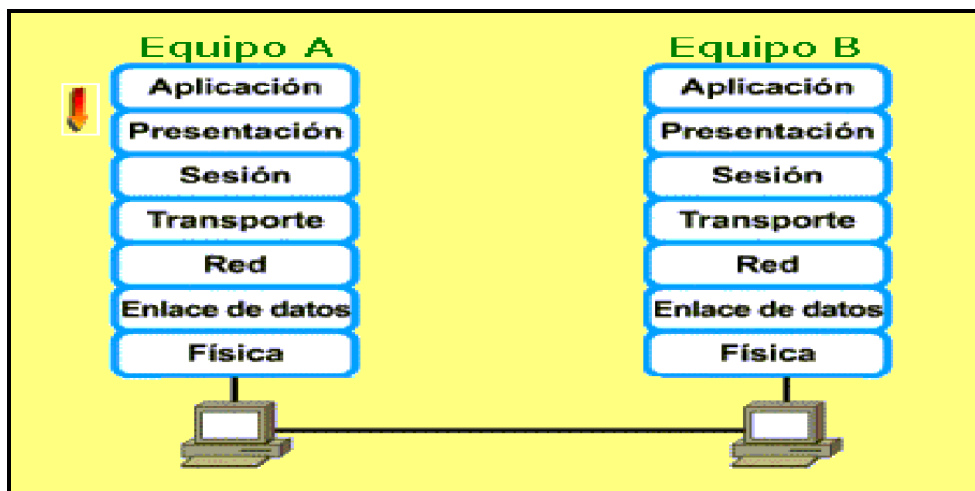 Equipo A
Aplicación
Presentación
Sesión
Transporte
Red
Enlace de datos
Física
Equipo B
Aplicación
Presentación
Sesión
Transporte
Red
Enlace de datos
Física